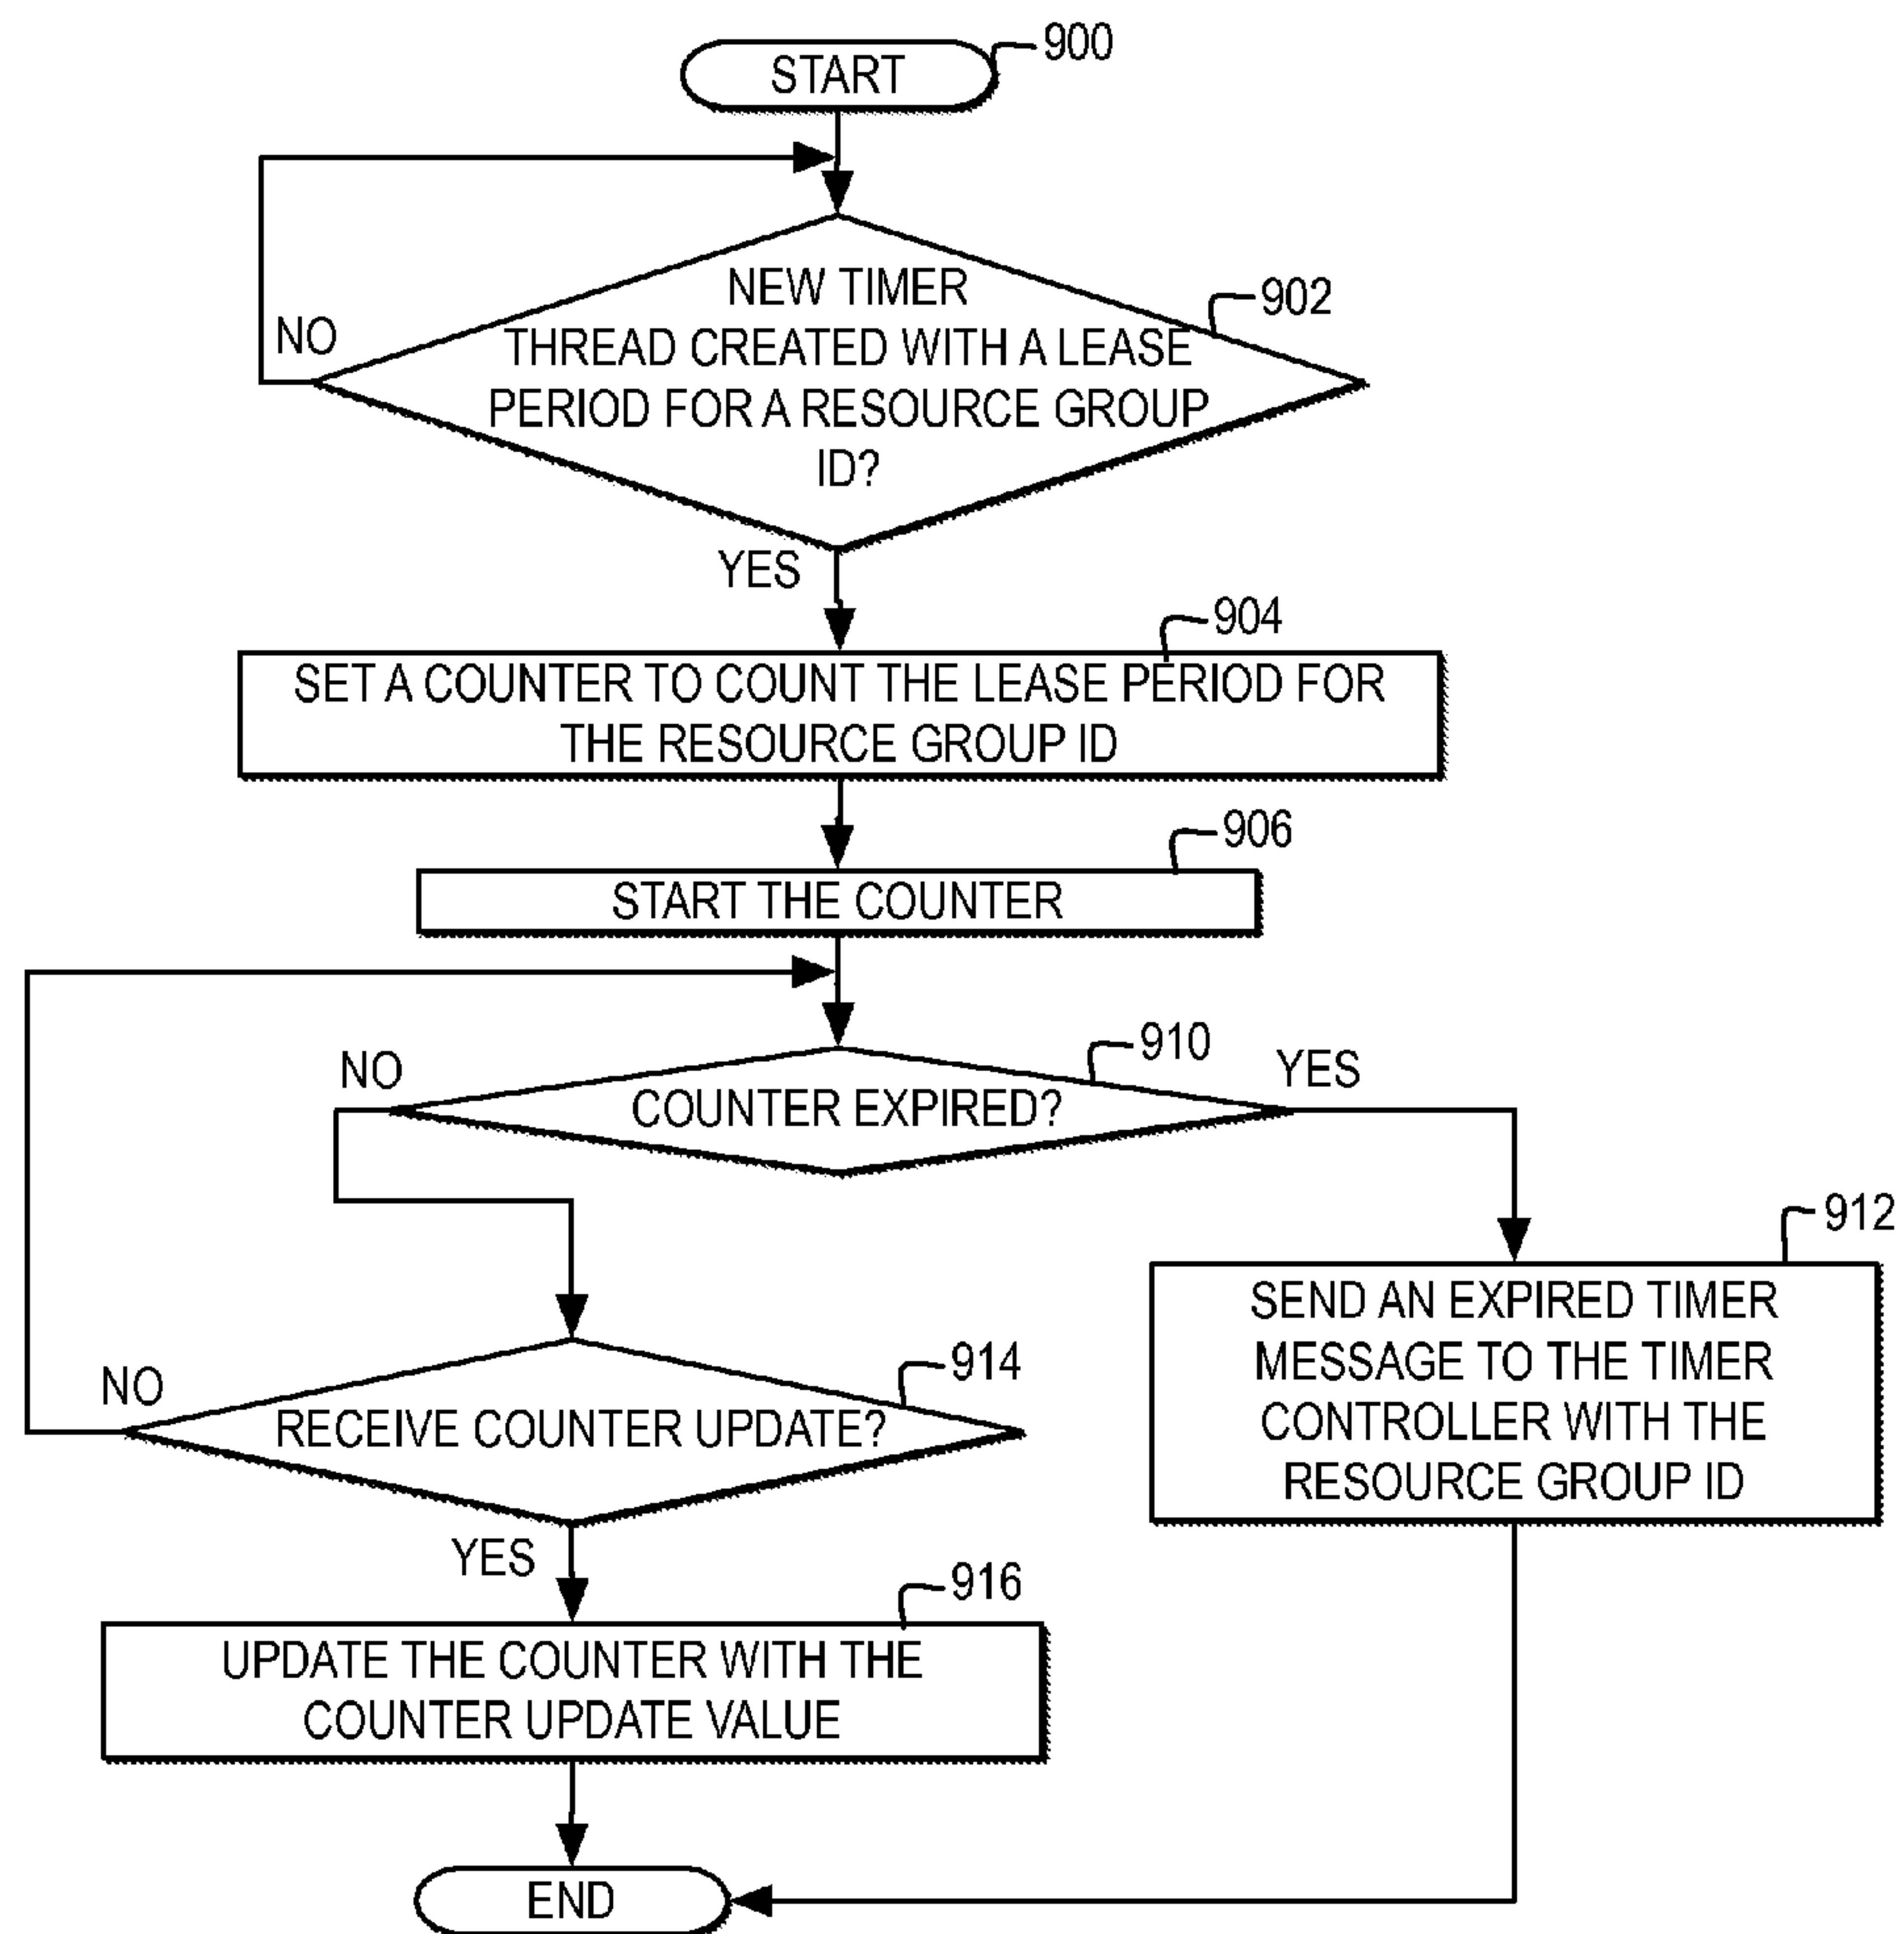 START
900
NEW TIMER
THREAD CREATED WITH A LEASE
PERIOD FOR A RESOURCE GROUP
ID?
902
NO
YES
904
SET A COUNTER TO COUNT THE LEASE PERIOD FOR
THE RESOURCE GROUP ID
906
START THE COUNTER
910
NO
COUNTER EXPIRED?
YES
912
SEND AN EXPIRED TIMER
MESSAGE TO THE TIMER
CONTROLLER WITH THE
RESOURCE GROUP ID
914
NO
RECEIVE COUNTER UPDATE?
YES
916
UPDATE THE COUNTER WITH THE
COUNTER UPDATE VALUE
END